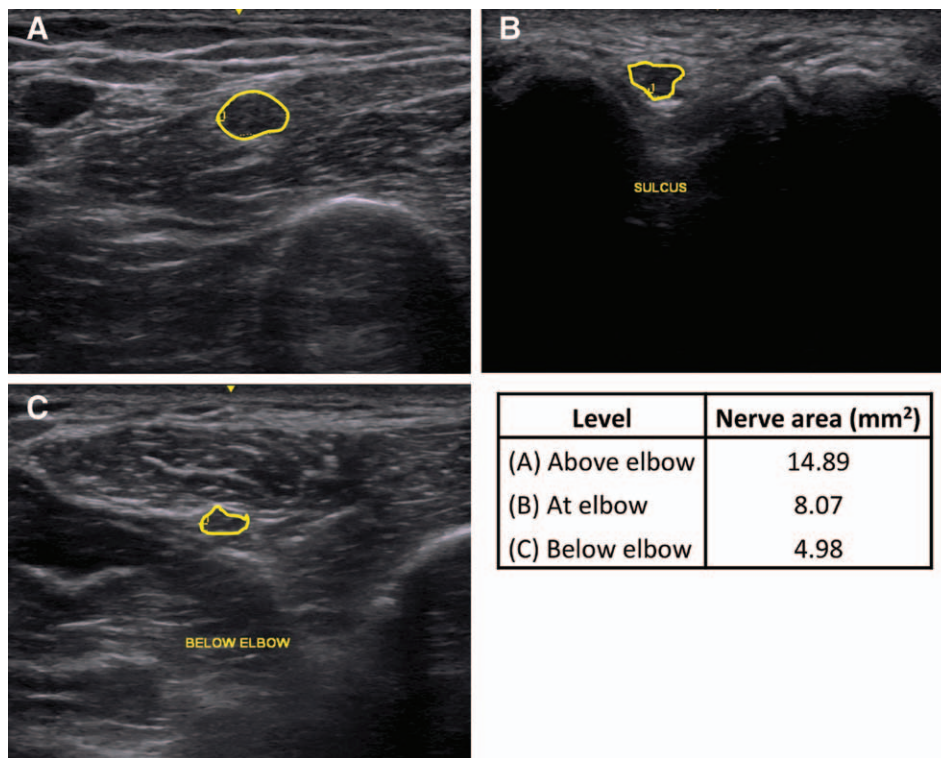 A
B
SULCUS
C
BELOW ELBOW
Level Nerve area (mm²)
(A) Above elbow 14.89
(B) At elbow 8.07
(C) Below elbow 4.98